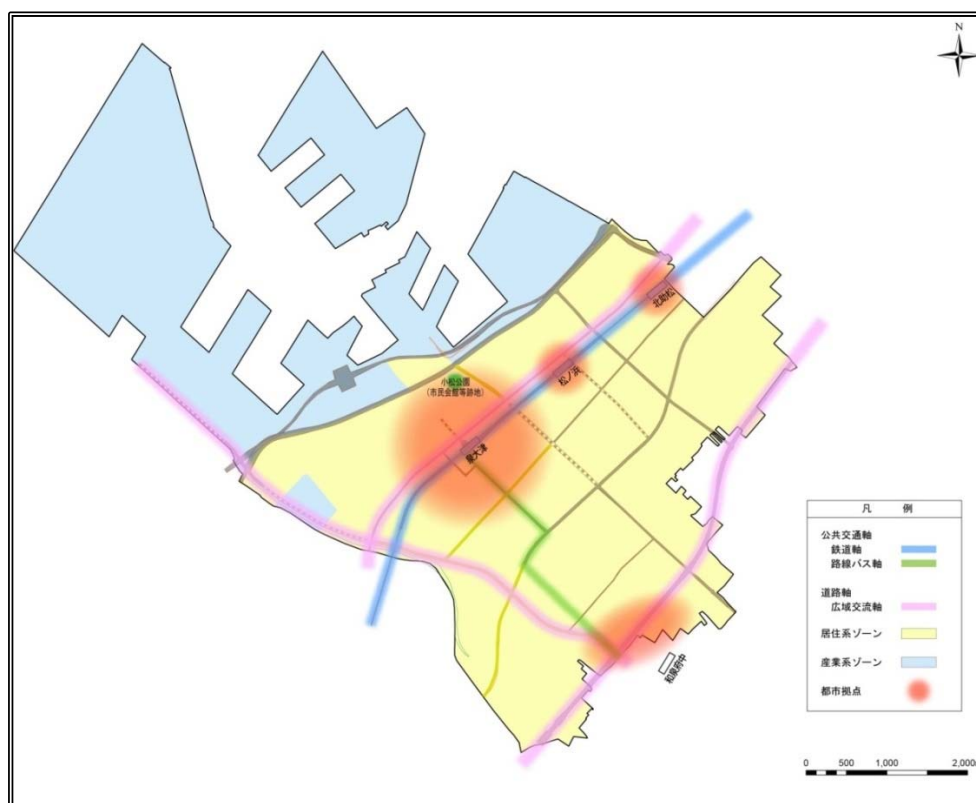 N
北助松
松ノ浜
小松公園
(市民会館等跡地)
泉大津
和泉府中
凡 例
公共交通軸
鉄道軸
路線バス軸
道路軸
広域交流軸
居住系ゾーン
産業系ゾーン
都市拠点
0 500 1,000 2,000